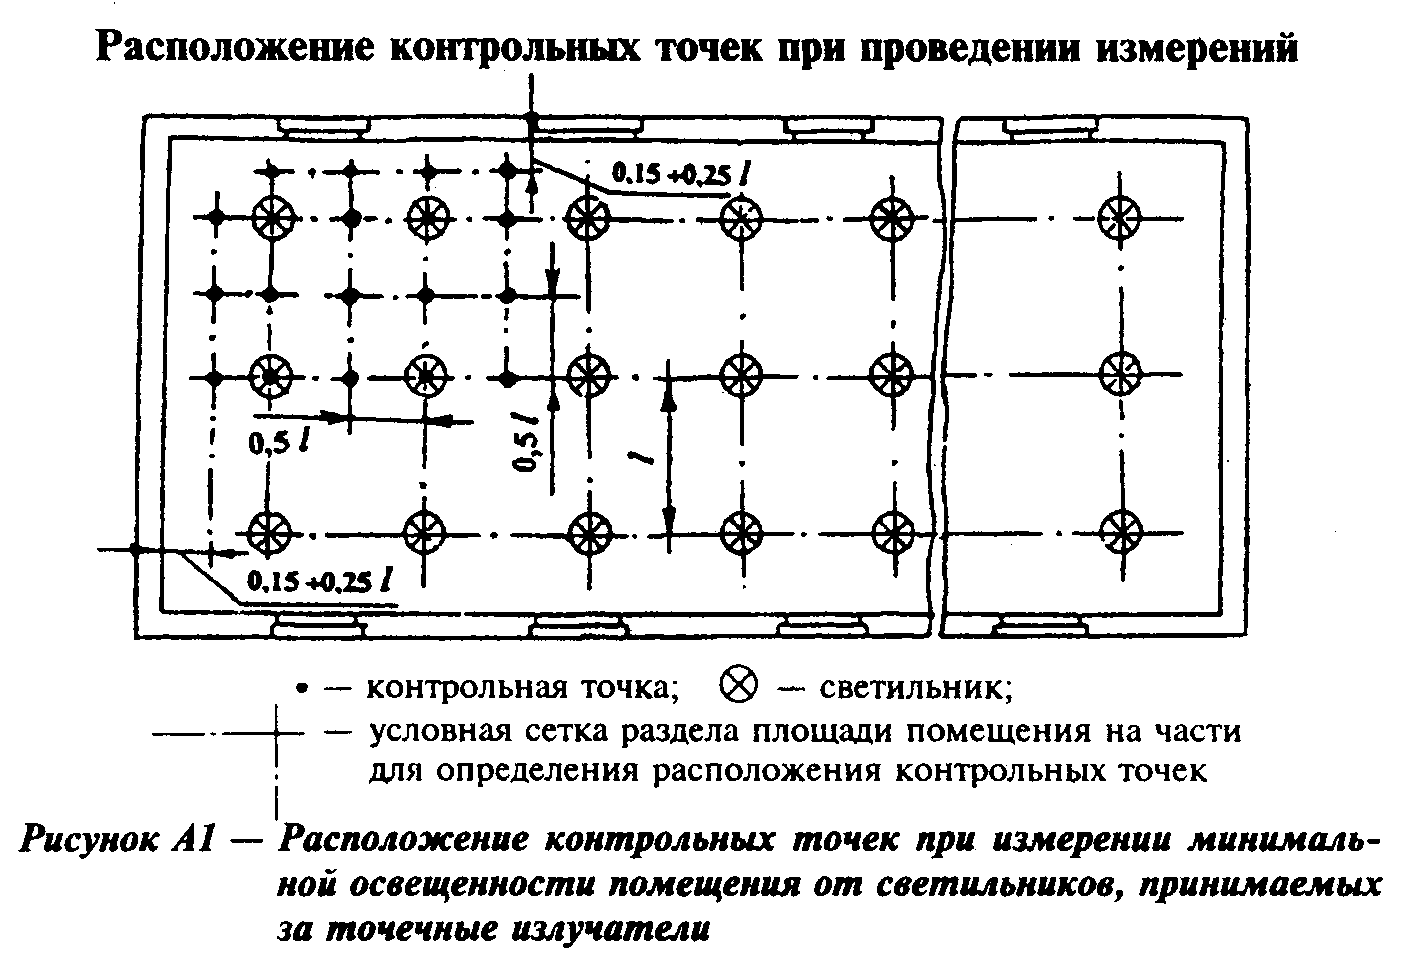 Расположение контрольных точек при проведении измерений
0,15÷0,25 l
0,5 l
0,5 l
l
0,15÷0,25 l
• — контрольная точка; ⊗ — светильник;
— условная сетка раздела площади помещения на части
для определения расположения контрольных точек
Рисунок А1 — Расположение контрольных точек при измерении минималь-
ной освещенности помещения от светильников, принимаемых
за точечные излучатели